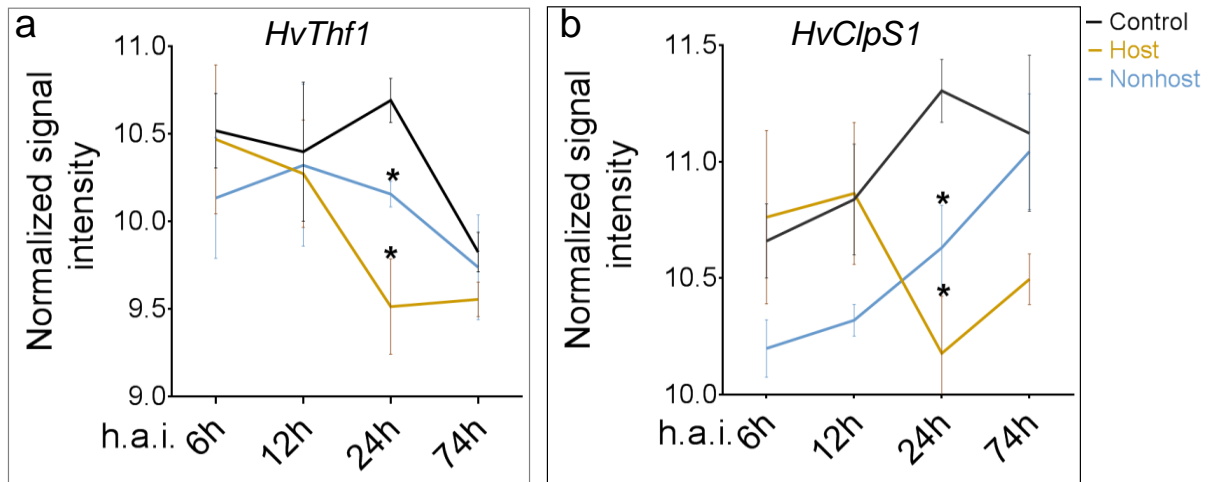 a
HvThf1
Normalized signal
intensity
11.0
10.5
10.0
9.5
9.0
*
*
h.a.i.
6h
12h
24h
74h
b
HvClpS1
Normalized signal
intensity
11.5
11.0
10.5
10.0
*
*
h.a.i.
6h
12h
24h
74h
Control
Host
Nonhost